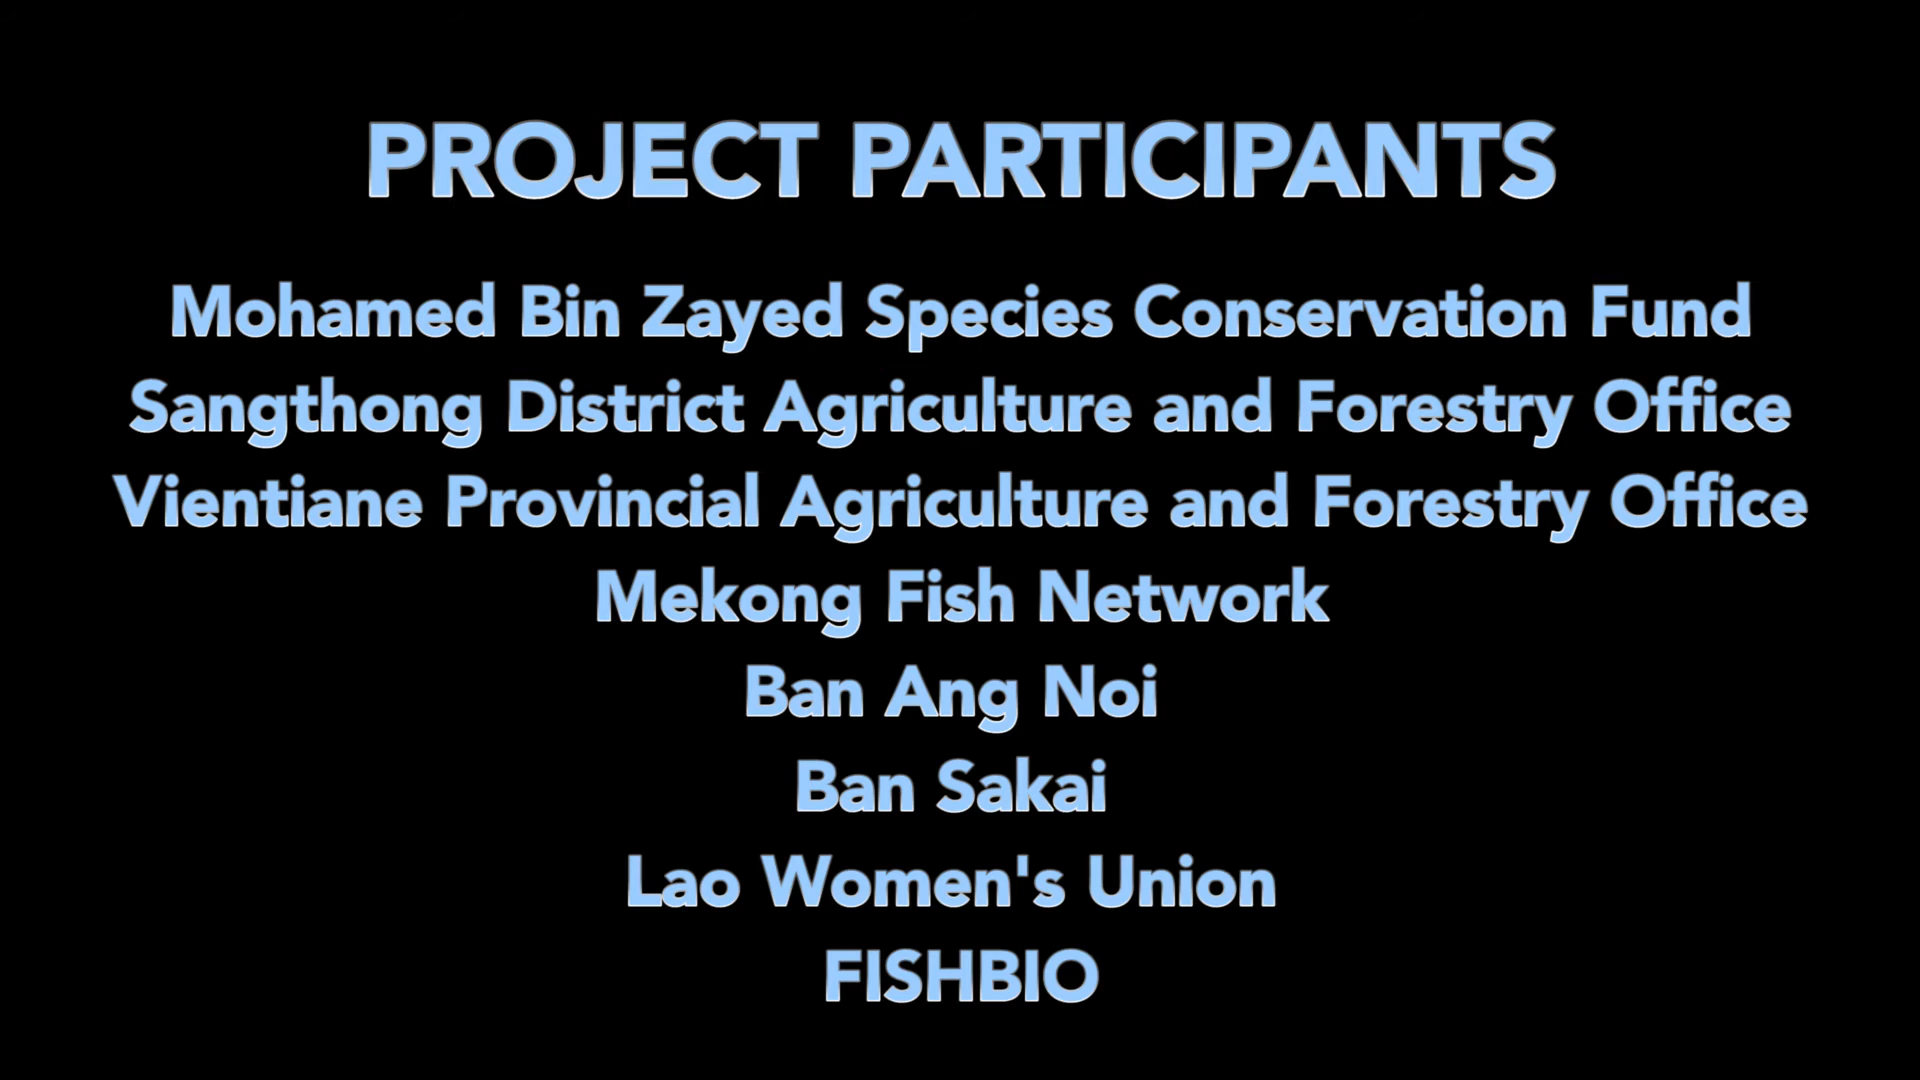 PROJECT PARTICIPANTS
Mohamed Bin Zayed Species Conservation Fund
Sangthong District Agriculture and Forestry Office
Vientiane Provincial Agriculture and Forestry Office
Mekong Fish Network
Ban Ang Noi
Ban Sakai
Lao Women's Union
FISHBIO